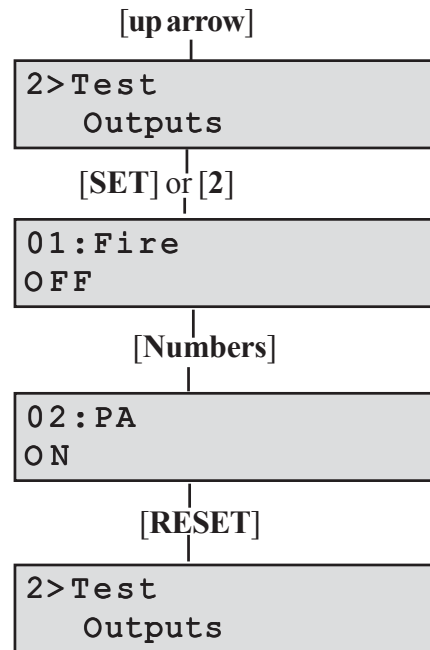 [up arrow]
2>Test
Outputs
[SET] or [2]
01:Fire
OFF
[Numbers]
02:PA
ON
[RESET]
2>Test
Outputs